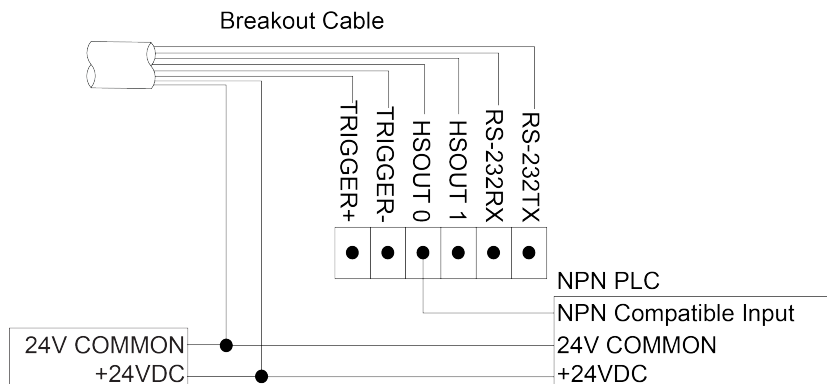 Breakout Cable
TRIGGER+
TRIGGER-
HSOUT 0
HSOUT 1
RS-232RX
RS-232TX
NPN PLC
NPN Compatible Input
24V COMMON
24V COMMON
+24VDC
+24VDC